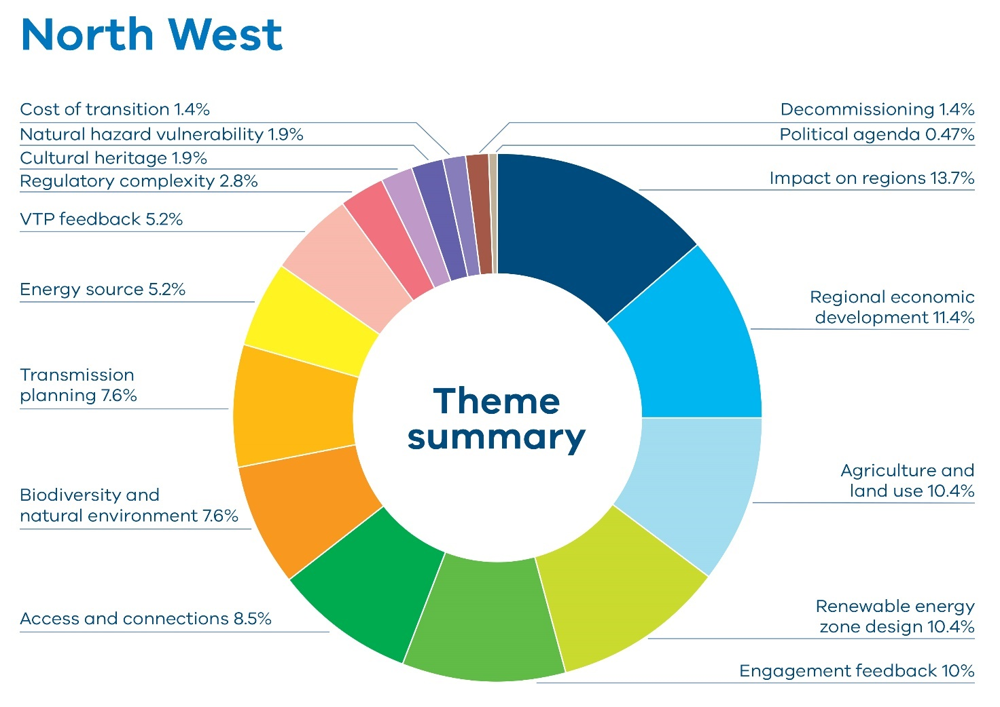 North West
Cost of transition 1.4%
Natural hazard vulnerability 1.9%
Cultural heritage 1.9%
Regulatory complexity 2.8%
VTP feedback 5.2%
Energy source 5.2%
Transmission
planning 7.6%
Biodiversity and
natural environment 7.6%
Access and connections 8.5%
Theme
summary
Decommissioning 1.4%
Political agenda 0.47%
Impact on regions 13.7%
Regional economic
development 11.4%
Agriculture and
land use 10.4%
Renewable energy
zone design 10.4%
Engagement feedback 10%